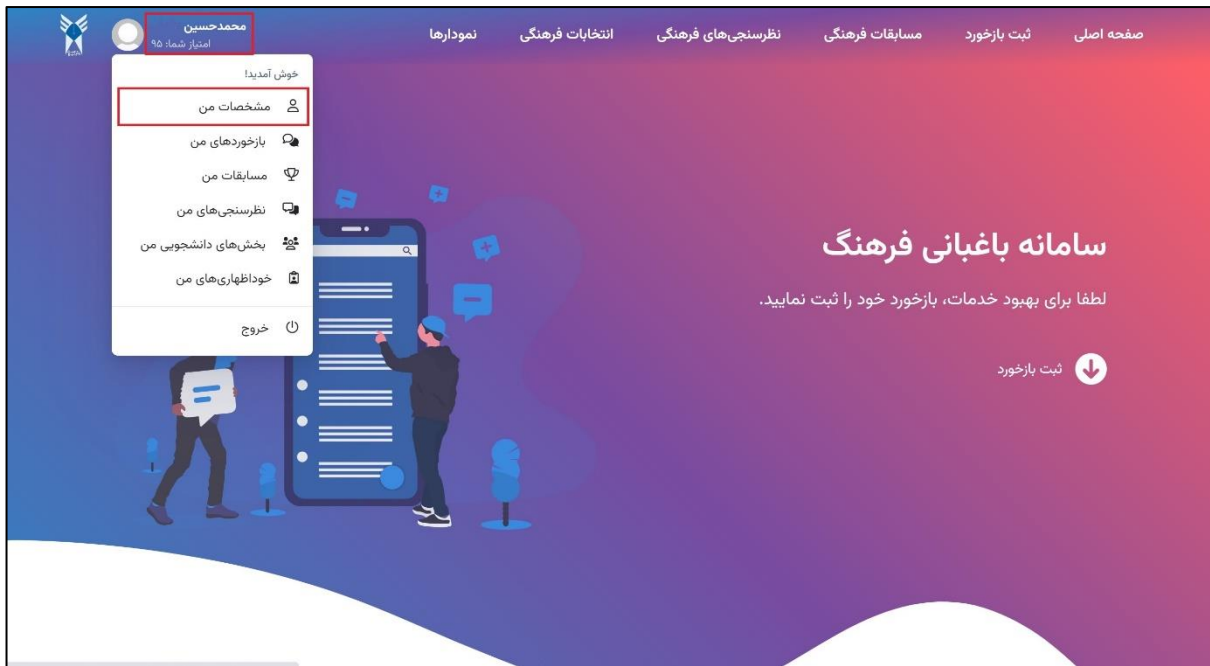 صفحه اصلی
ثبت بازخورد
مسابقات فرهنگی
نظرسنجی‌های فرهنگی
انتخابات فرهنگی
نمودارها
محمدحسین
امتیاز شما: ۹۵
خوش آمدید!
مشخصات من
بازخوردهای من
مسابقات من
نظرسنجی‌های من
بخش‌های دانشجویی من
خوداظهاری‌های من
خروج
سامانه باغبانی فرهنگ
لطفا برای بهبود خدمات، بازخورد خود را ثبت نمایید.
ثبت بازخورد